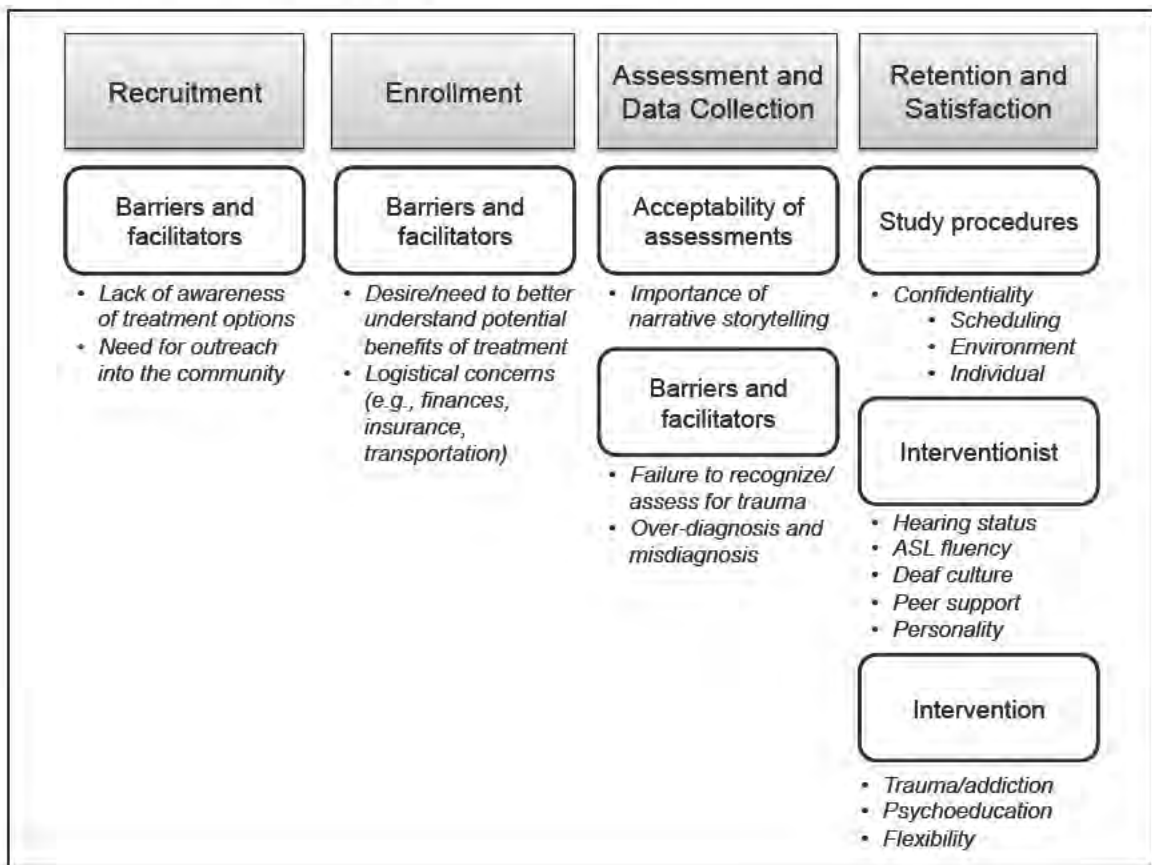 Recruitment
Barriers and
facilitators
• Lack of awareness
of treatment options
• Need for outreach
into the community
Enrollment
Barriers and
facilitators
• Desire/need to better
understand potential
benefits of treatment
• Logistical concerns
(e.g., finances,
insurance,
transportation)
Assessment and
Data Collection
Acceptability of
assessments
• Importance of
narrative storytelling
Barriers and
facilitators
• Failure to recognize/
assess for trauma
• Over-diagnosis and
misdiagnosis
Retention and
Satisfaction
Study procedures
• Confidentiality
• Scheduling
• Environment
• Individual
Interventionist
• Hearing status
• ASL fluency
• Deaf culture
• Peer support
• Personality
Intervention
• Trauma/addiction
• Psychoeducation
• Flexibility